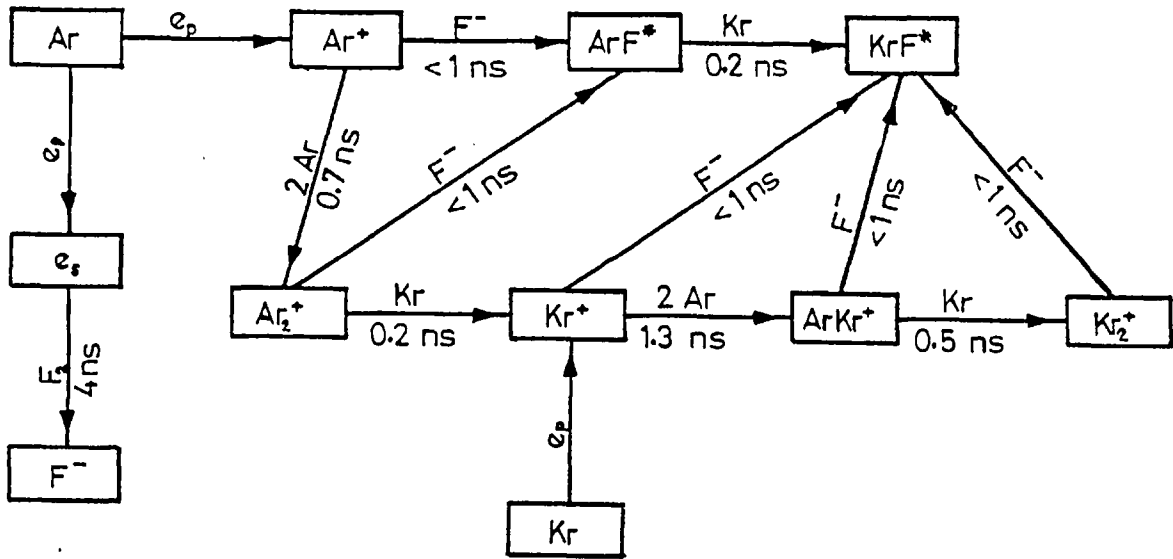 Ar
e_p
Ar⁺
F⁻
<1 ns
ArF*
Kr
0.2 ns
KrF*
e_p
2 Ar
0.7 ns
F⁻
<1 ns
F⁻
<1 ns
F⁻
<1 ns
F⁻
<1 ns
e_s
F₂
4 ns
Ar₂⁺
Kr
0.2 ns
Kr⁺
2 Ar
1.3 ns
ArKr⁺
Kr
0.5 ns
Kr₂⁺
e_p
F⁻
Kr